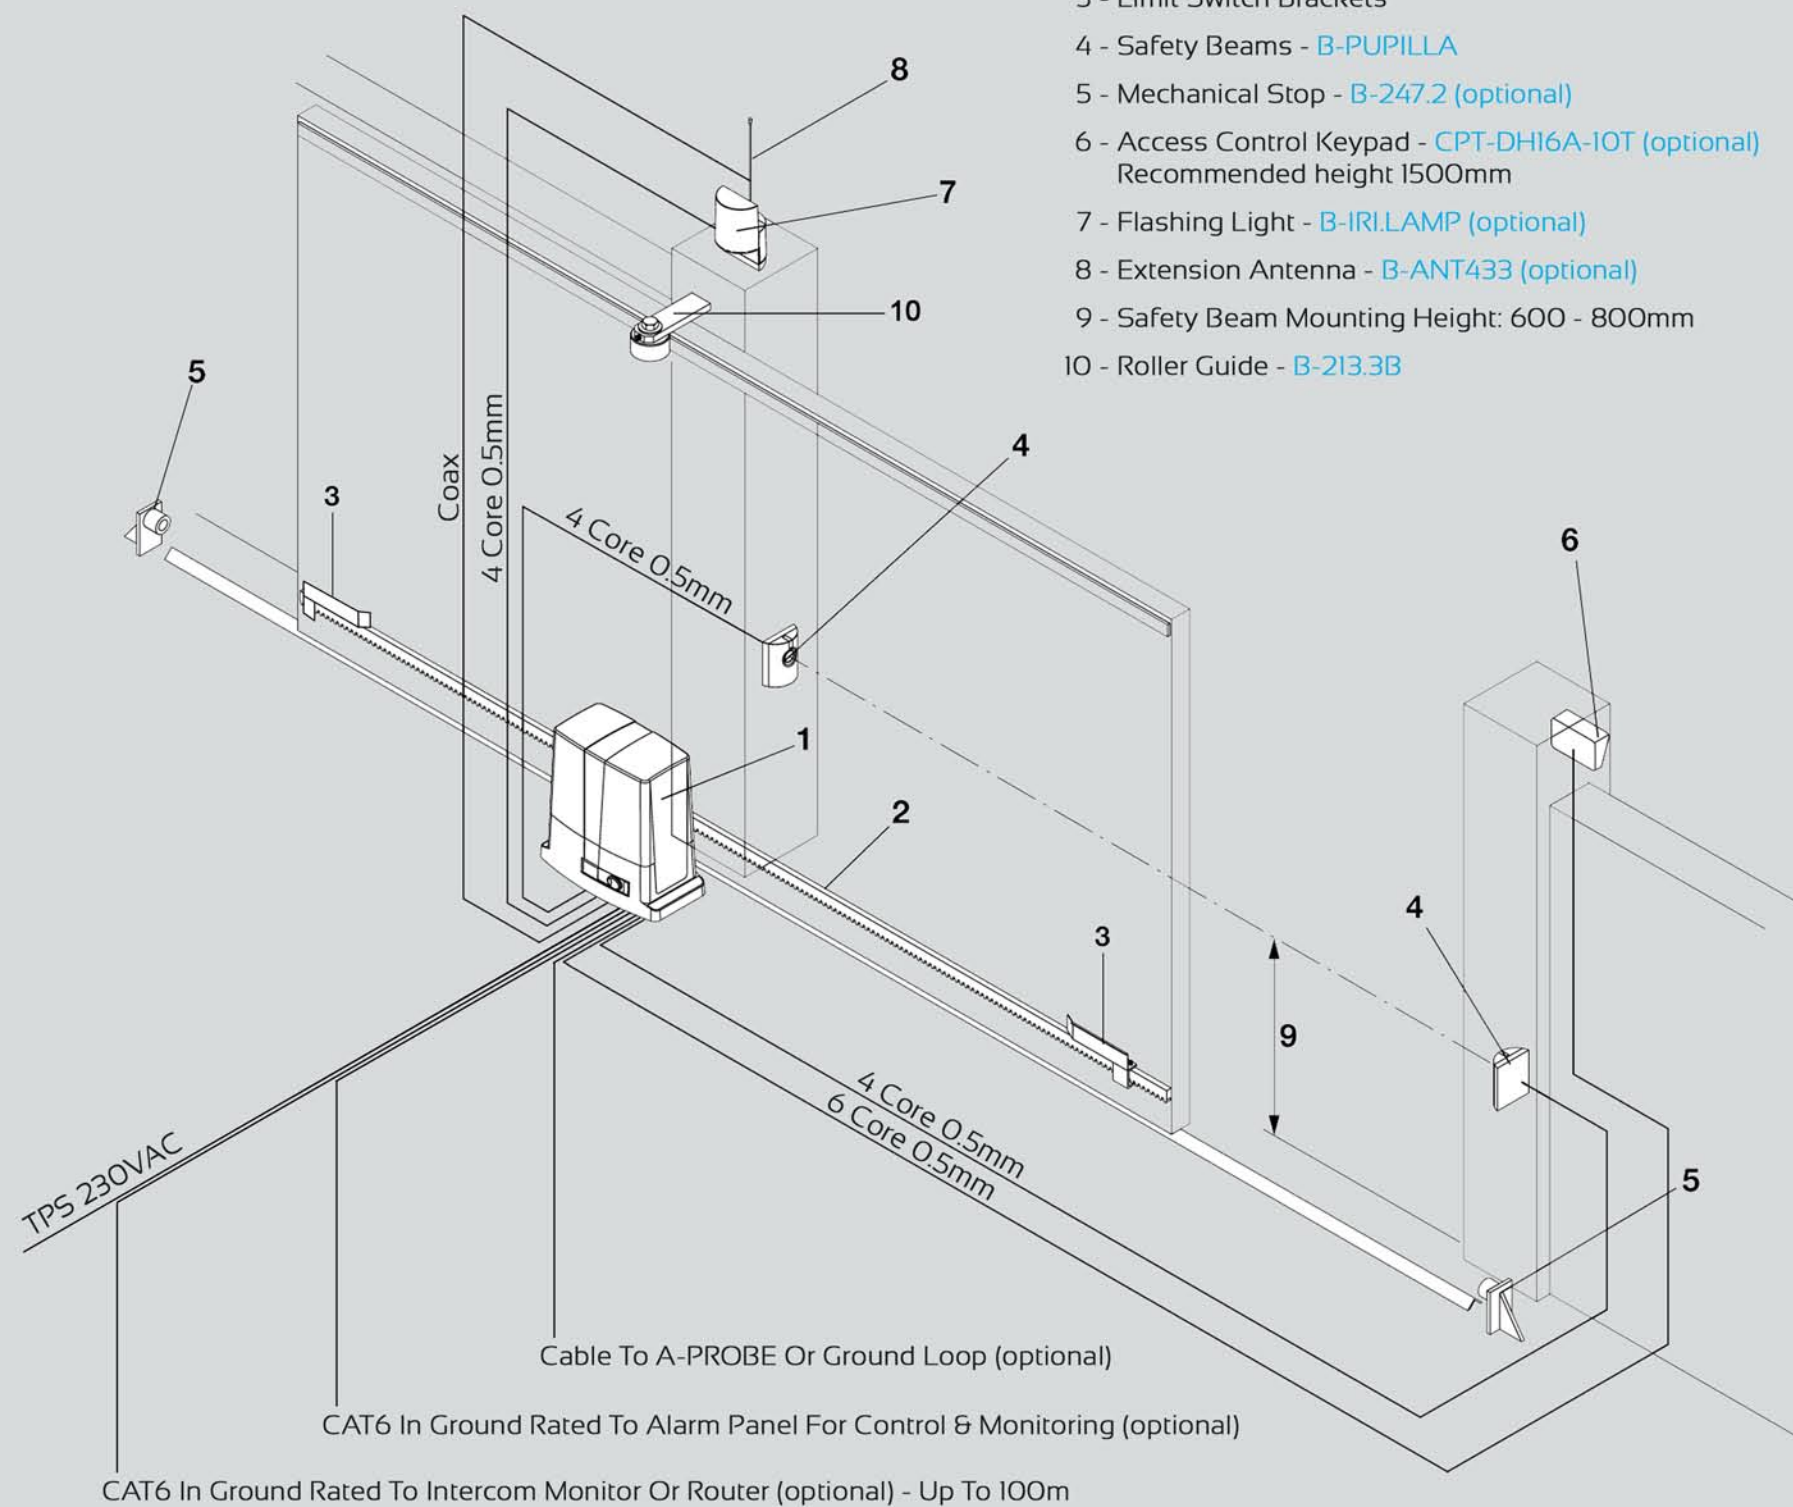 3 - Limit Switch Brackets
4 - Safety Beams - B-PUPILLA
5 - Mechanical Stop - B-247.2 (optional)
6 - Access Control Keypad - CPT-DH16A-10T (optional)
Recommended height 1500mm
7 - Flashing Light - B-IRI.LAMP (optional)
8 - Extension Antenna - B-ANT433 (optional)
9 - Safety Beam Mounting Height: 600 - 800mm
10 - Roller Guide - B-213.3B
8
7
10
5
3
Coax
4 Core 0.5mm
4 Core 0.5mm
4
6
1
2
4
3
9
5
4 Core 0.5mm
6 Core 0.5mm
TPS 230VAC
Cable To A-PROBE Or Ground Loop (optional)
CAT6 In Ground Rated To Alarm Panel For Control & Monitoring (optional)
CAT6 In Ground Rated To Intercom Monitor Or Router (optional) - Up To 100m